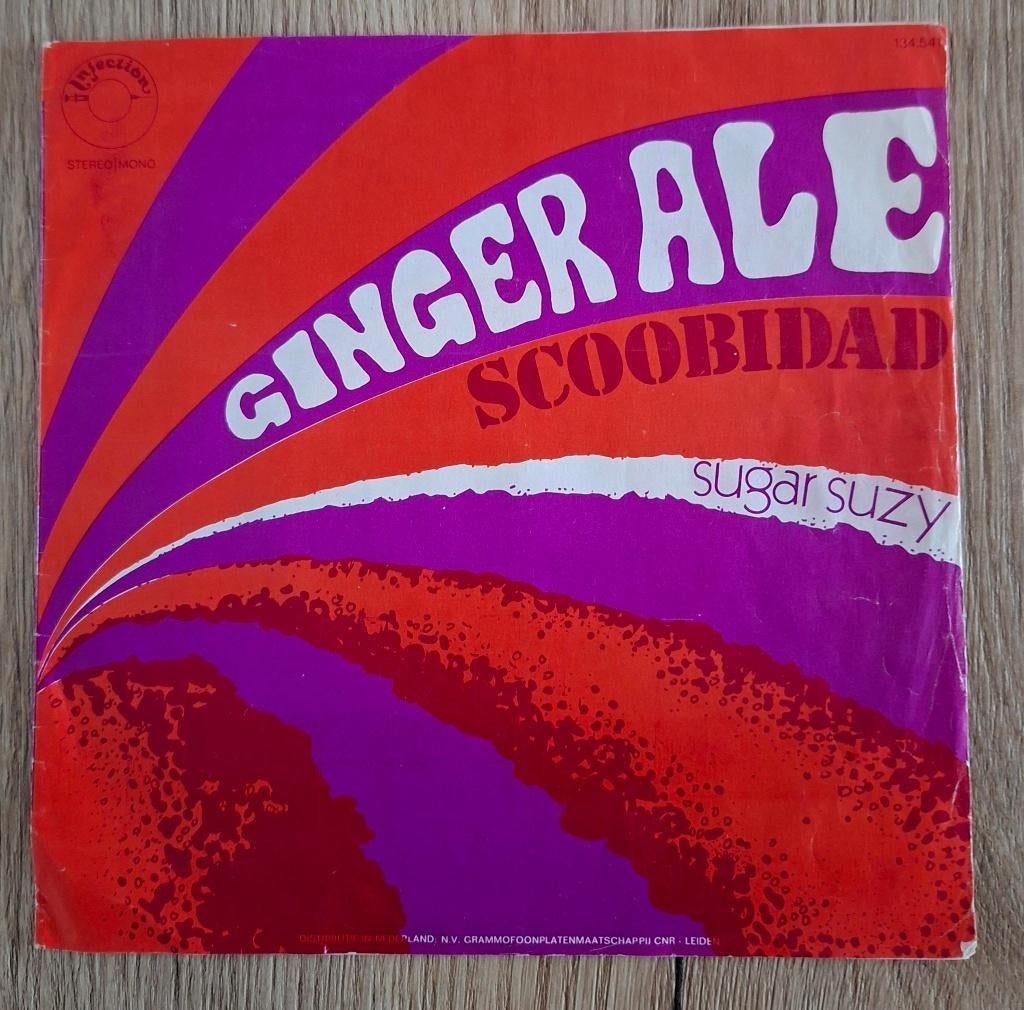 Injection
STEREO|MONO
134.541
GINGER ALE
SCOOBIDAD
sugar suzy
DISTRIBUTIE IN NEDERLAND: N.V. GRAMMOFOONPLATENMAATSCHAPPIJ CNR - LEIDEN